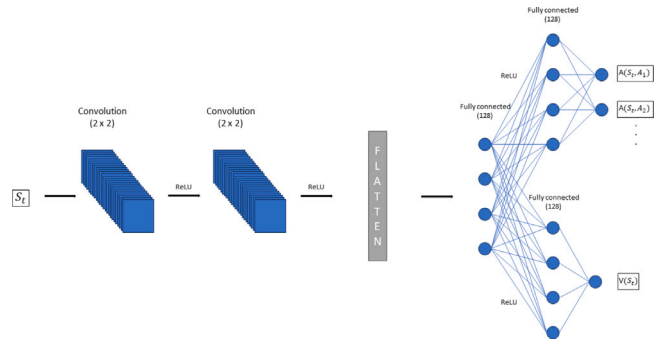 Fully connected
(128)
ReLU
A(S_t, A_1)
A(S_t, A_2)
.
.
.
Convolution
(2 x 2)
Convolution
(2 x 2)
Fully connected
(128)
S_t
ReLU
ReLU
FLATTEN
Fully connected
(128)
V(S_t)
ReLU